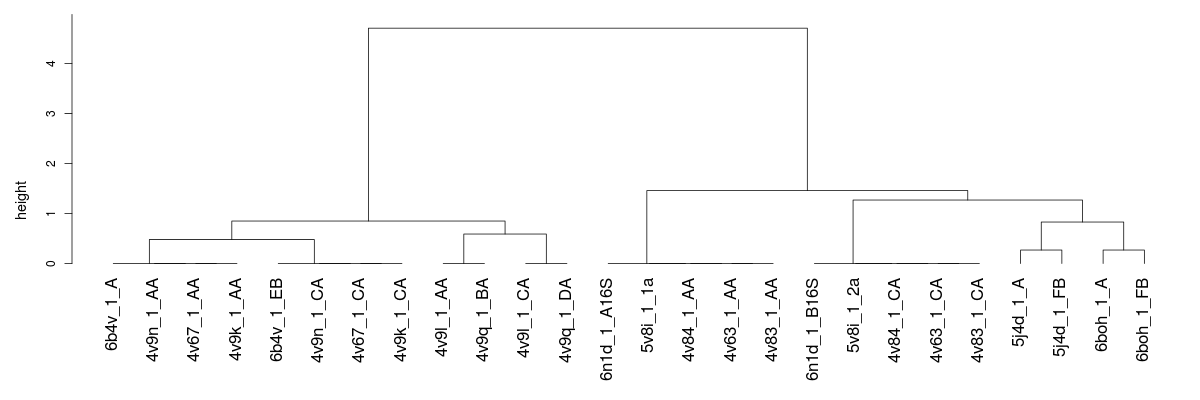 height
4
3
2
1
0
6b4v_1_A
4v9n_1_AA
4v67_1_AA
4v9k_1_AA
6b4v_1_EB
4v9n_1_CA
4v67_1_CA
4v9k_1_CA
4v9l_1_AA
4v9q_1_BA
4v9l_1_CA
4v9q_1_DA
6n1d_1_A16S
5v8i_1_1a
4v84_1_AA
4v63_1_AA
4v83_1_AA
6n1d_1_B16S
5v8i_1_2a
4v84_1_CA
4v63_1_CA
4v83_1_CA
5j4d_1_A
5j4d_1_FB
6boh_1_A
6boh_1_FB